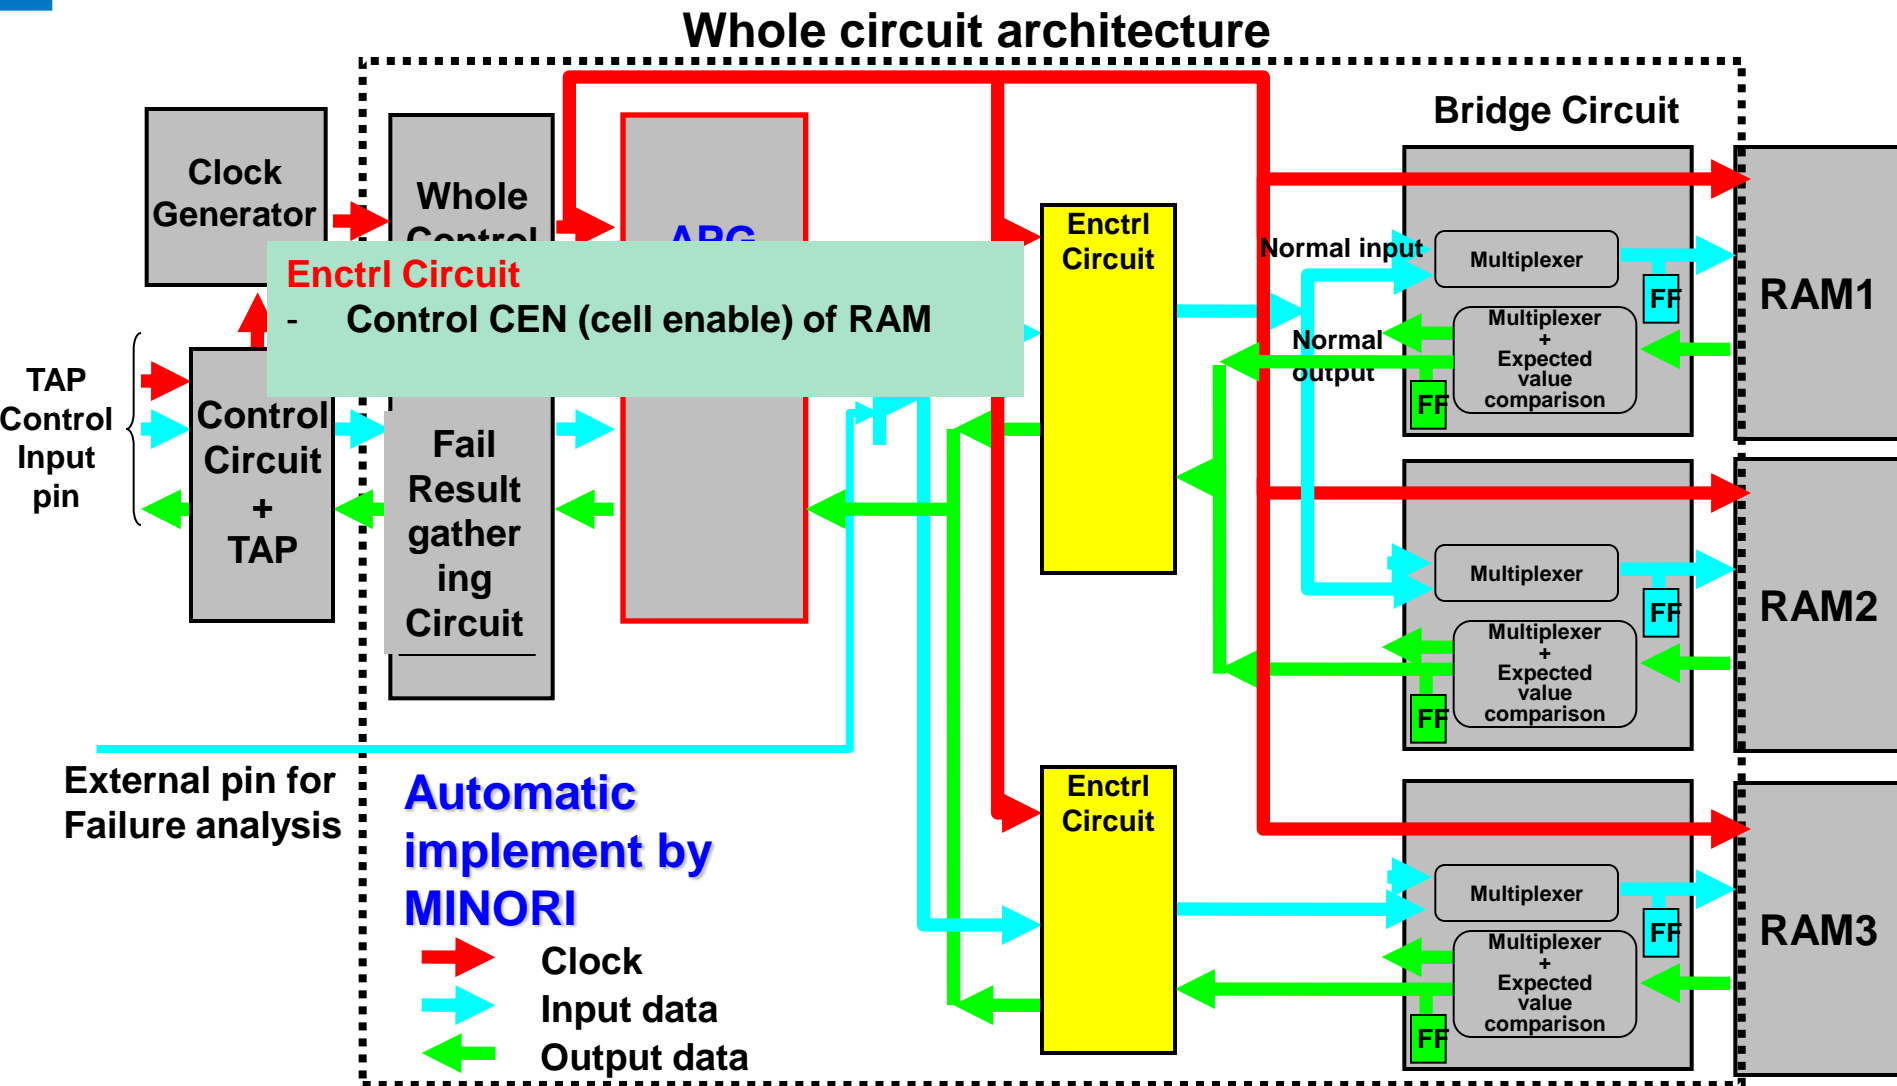 Whole circuit architecture
Bridge Circuit
Clock
Generator
Whole
Control
APG
Enctrl Circuit
- Control CEN (cell enable) of RAM
TAP
Control
Input
pin
Control
Circuit
+
TAP
Fail
Result
gather
ing
Circuit
Enctrl
Circuit
Normal input
Normal
output
Multiplexer
FF
Multiplexer
+
Expected
value
comparison
FF
RAM1
Multiplexer
FF
Multiplexer
+
Expected
value
comparison
FF
RAM2
External pin for
Failure analysis
Automatic
implement by
MINORI
Clock
Input data
Output data
Enctrl
Circuit
Multiplexer
FF
Multiplexer
+
Expected
value
comparison
FF
RAM3